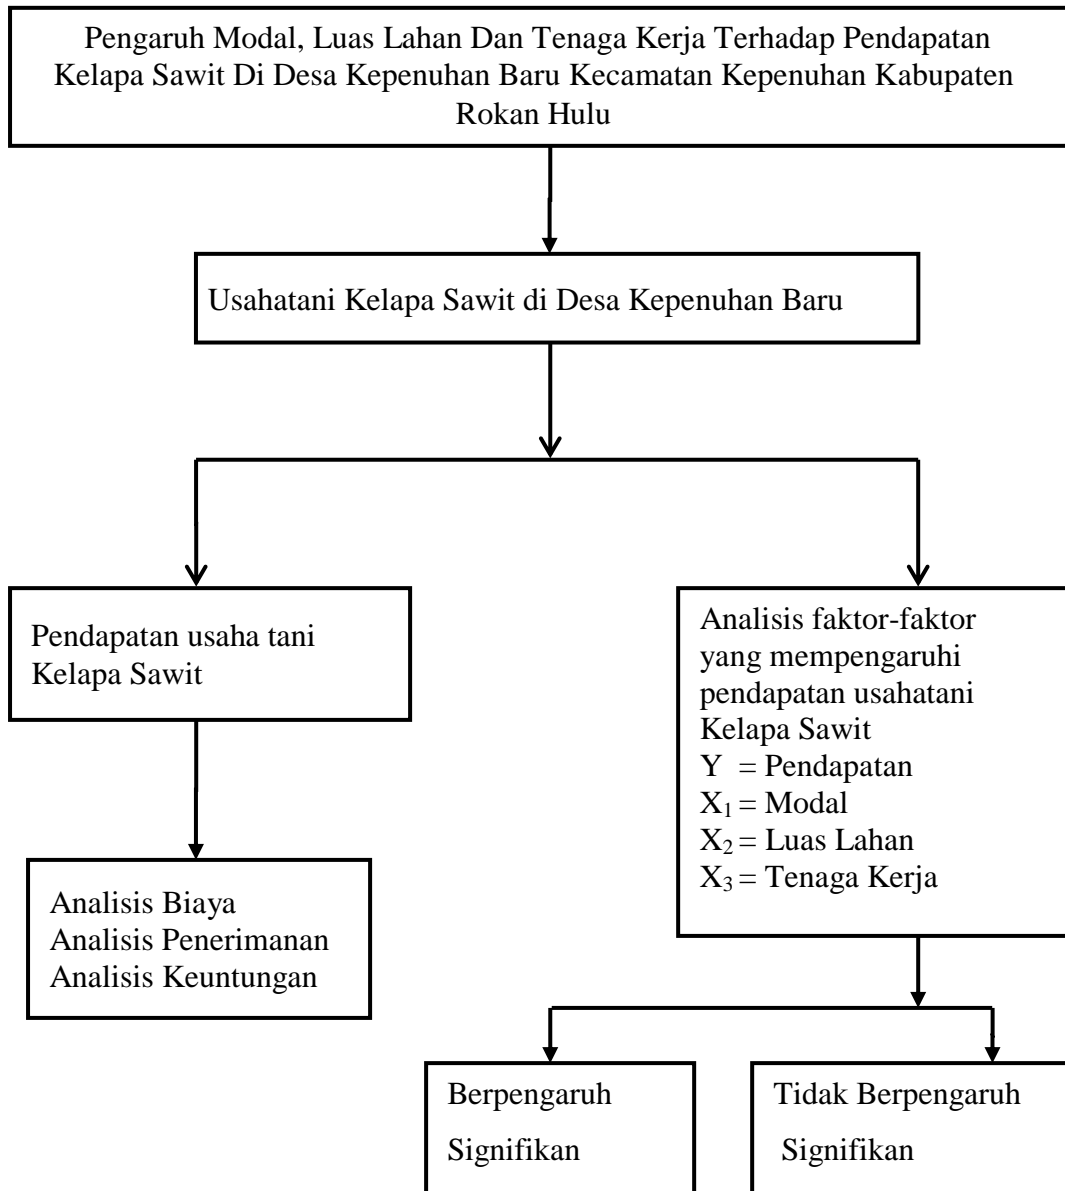 Pengaruh Modal, Luas Lahan Dan Tenaga Kerja Terhadap Pendapatan
Kelapa Sawit Di Desa Kepenuhan Baru Kecamatan Kepenuhan Kabupaten
Rokan Hulu
Usahatani Kelapa Sawit di Desa Kepenuhan Baru
Pendapatan usaha tani
Kelapa Sawit
Analisis Biaya
Analisis Penerimanan
Analisis Keuntungan
Analisis faktor-faktor
yang mempengaruhi
pendapatan usahatani
Kelapa Sawit
Y = Pendapatan
X₁ = Modal
X₂ = Luas Lahan
X₃ = Tenaga Kerja
Berpengaruh
Signifikan
Tidak Berpengaruh
Signifikan